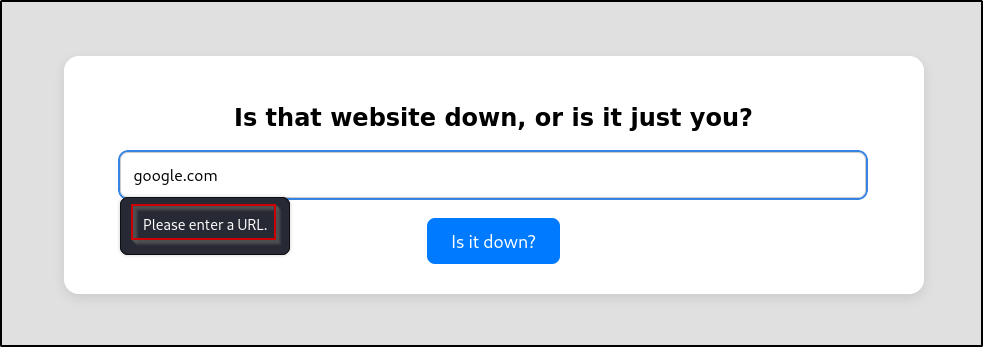 Is that website down, or is it just you?
google.com
Please enter a URL.
Is it down?